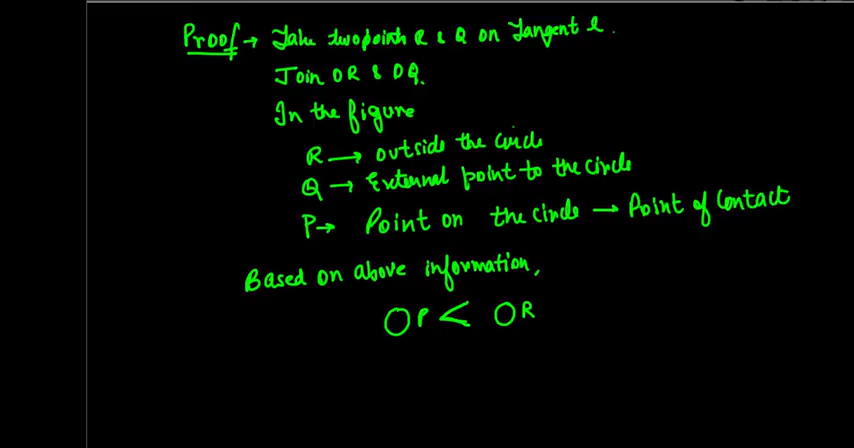 Proof → Take two points R & Q on Tangent l.
Join OR & OQ.
In the figure
R → outside the circle
Q → External point to the circle
P → Point on the circle → Point of Contact
Based on above information,
OP < OR